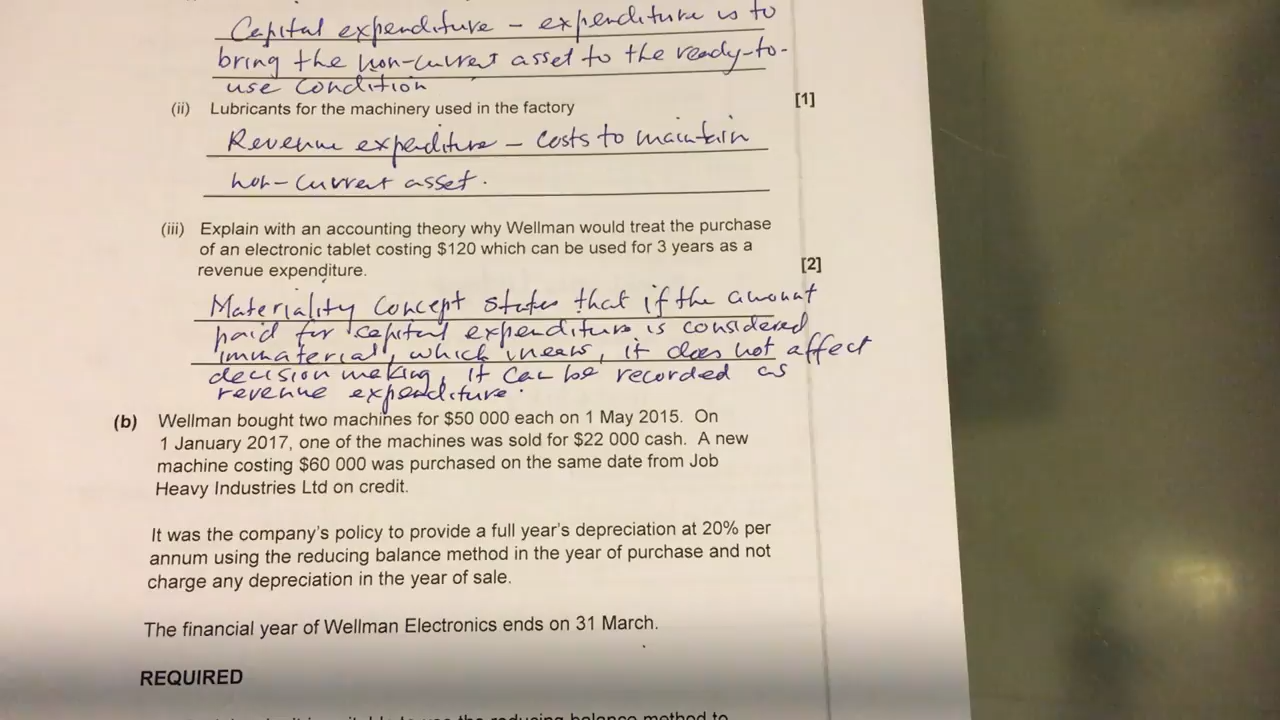 Capital expenditure – expenditure is to
bring the non-current asset to the ready-to-
use condition
(ii) Lubricants for the machinery used in the factory [1]
Revenue expenditure – costs to maintain
non-current asset.
(iii) Explain with an accounting theory why Wellman would treat the purchase
of an electronic tablet costing $120 which can be used for 3 years as a
revenue expenditure. [2]
Materiality concept states that if the amount
paid for capital expenditure is considered
immaterial, which means, it does not affect
decision making, it can be recorded as
revenue expenditure.
(b) Wellman bought two machines for $50 000 each on 1 May 2015. On
1 January 2017, one of the machines was sold for $22 000 cash. A new
machine costing $60 000 was purchased on the same date from Job
Heavy Industries Ltd on credit.
It was the company's policy to provide a full year's depreciation at 20% per
annum using the reducing balance method in the year of purchase and not
charge any depreciation in the year of sale.
The financial year of Wellman Electronics ends on 31 March.
REQUIRED
the reducing balance method to